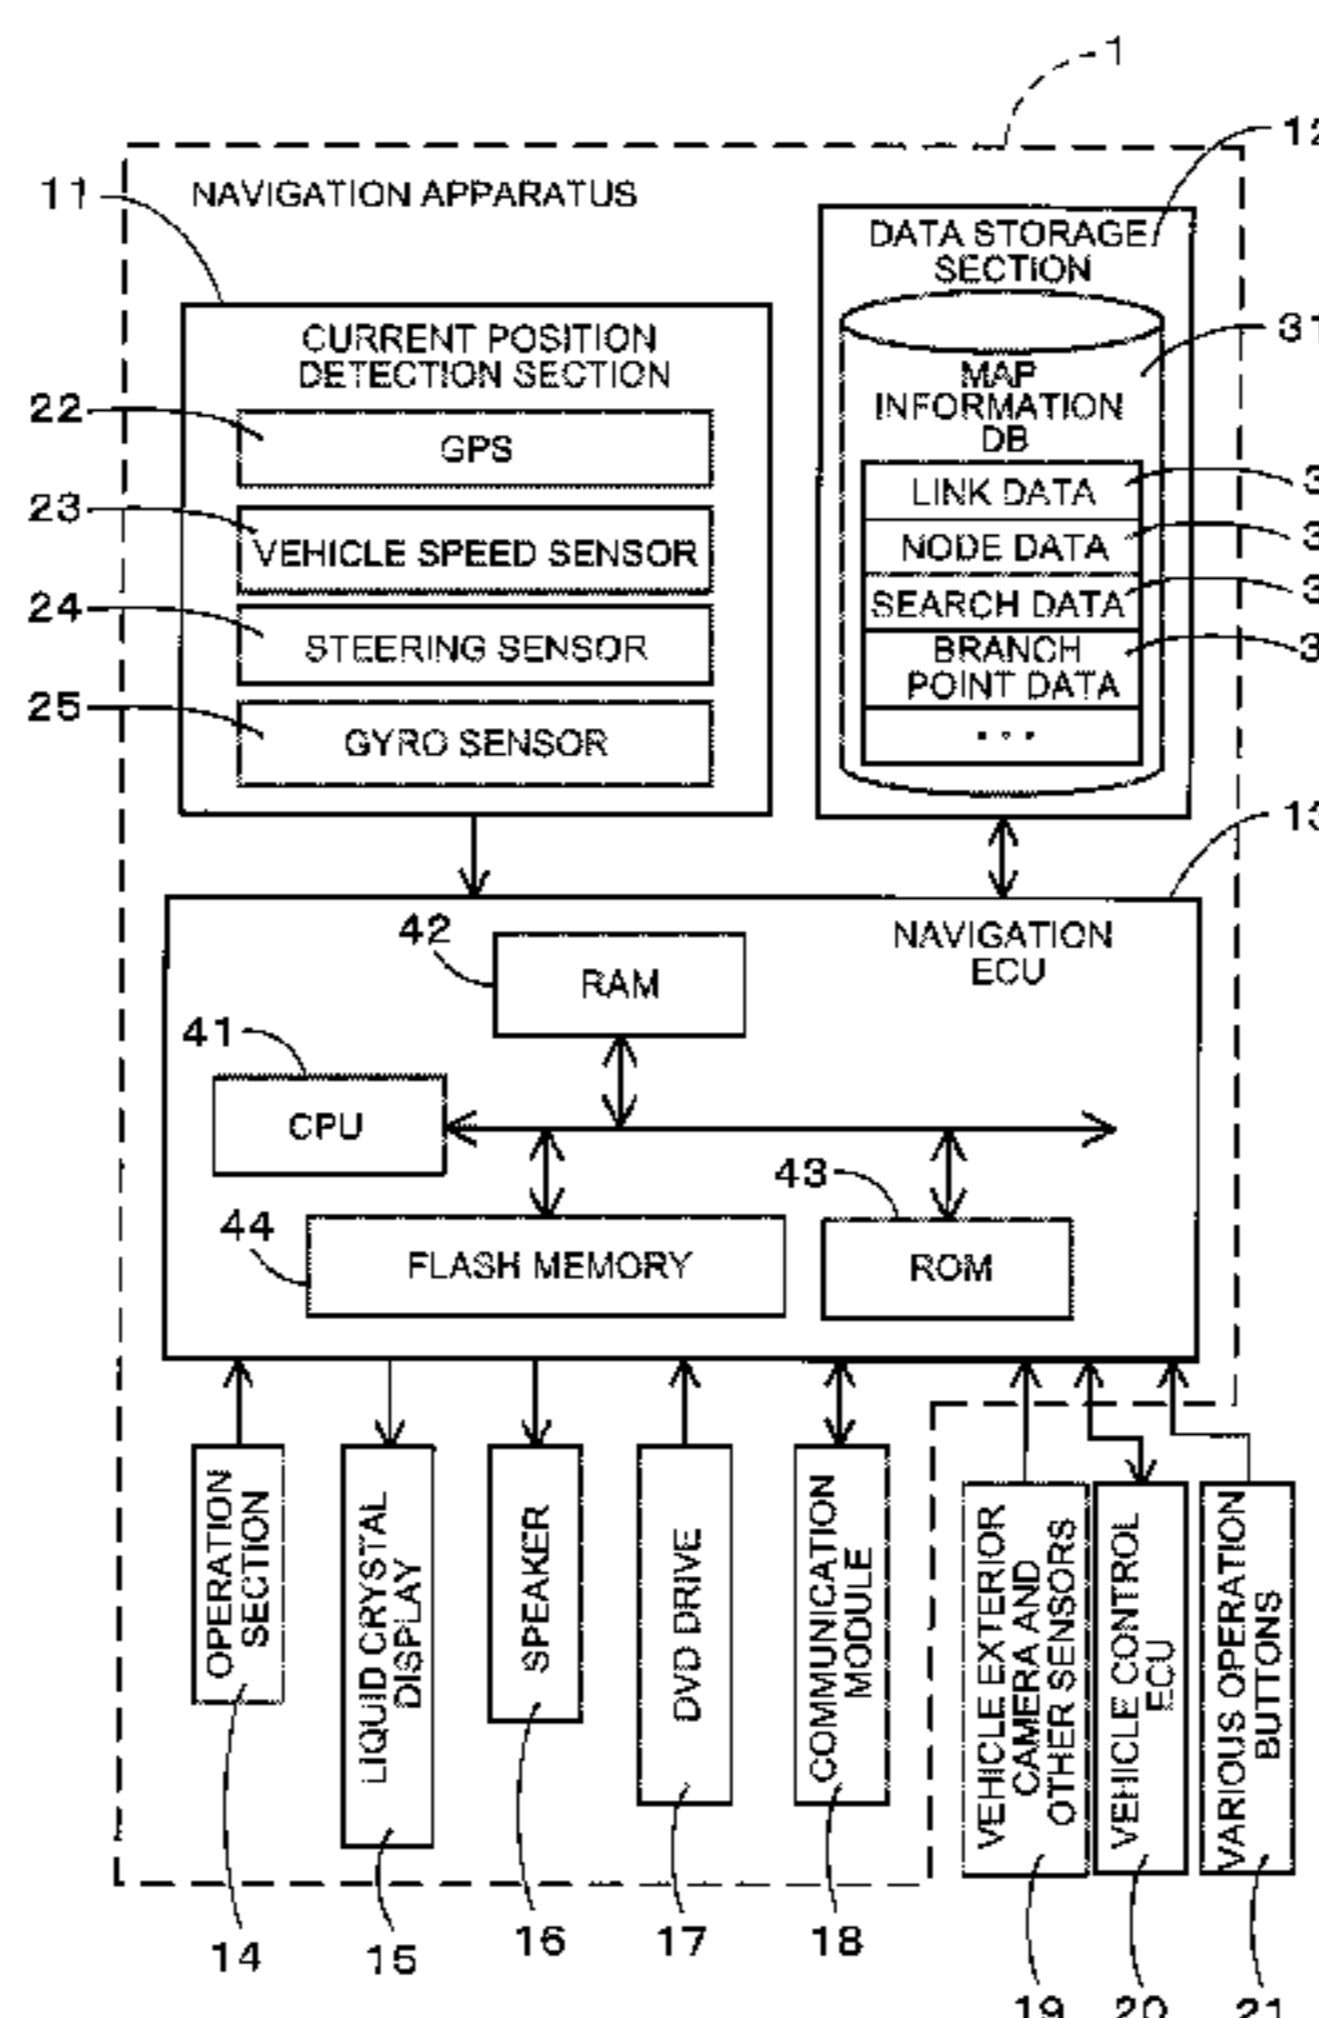 1
12
11
NAVIGATION APPARATUS
DATA STORAGE
SECTION
31
CURRENT POSITION
DETECTION SECTION
MAP
INFORMATION
DB
22
GPS
LINK DATA
3
23
VEHICLE SPEED SENSOR
NODE DATA
3
24
STEERING SENSOR
SEARCH DATA
3
BRANCH
POINT DATA
3
25
GYRO SENSOR
...
13
NAVIGATION
ECU
42
RAM
41
CPU
43
44
FLASH MEMORY
ROM
OPERATION
SECTION
LIQUID CRYSTAL
DISPLAY
SPEAKER
DVD DRIVE
COMMUNICATION
MODULE
VEHICLE EXTERIOR
CAMERA AND
OTHER SENSORS
VEHICLE CONTROL
ECU
VARIOUS OPERATION
BUTTONS
14
15
16
17
18
19
20
21